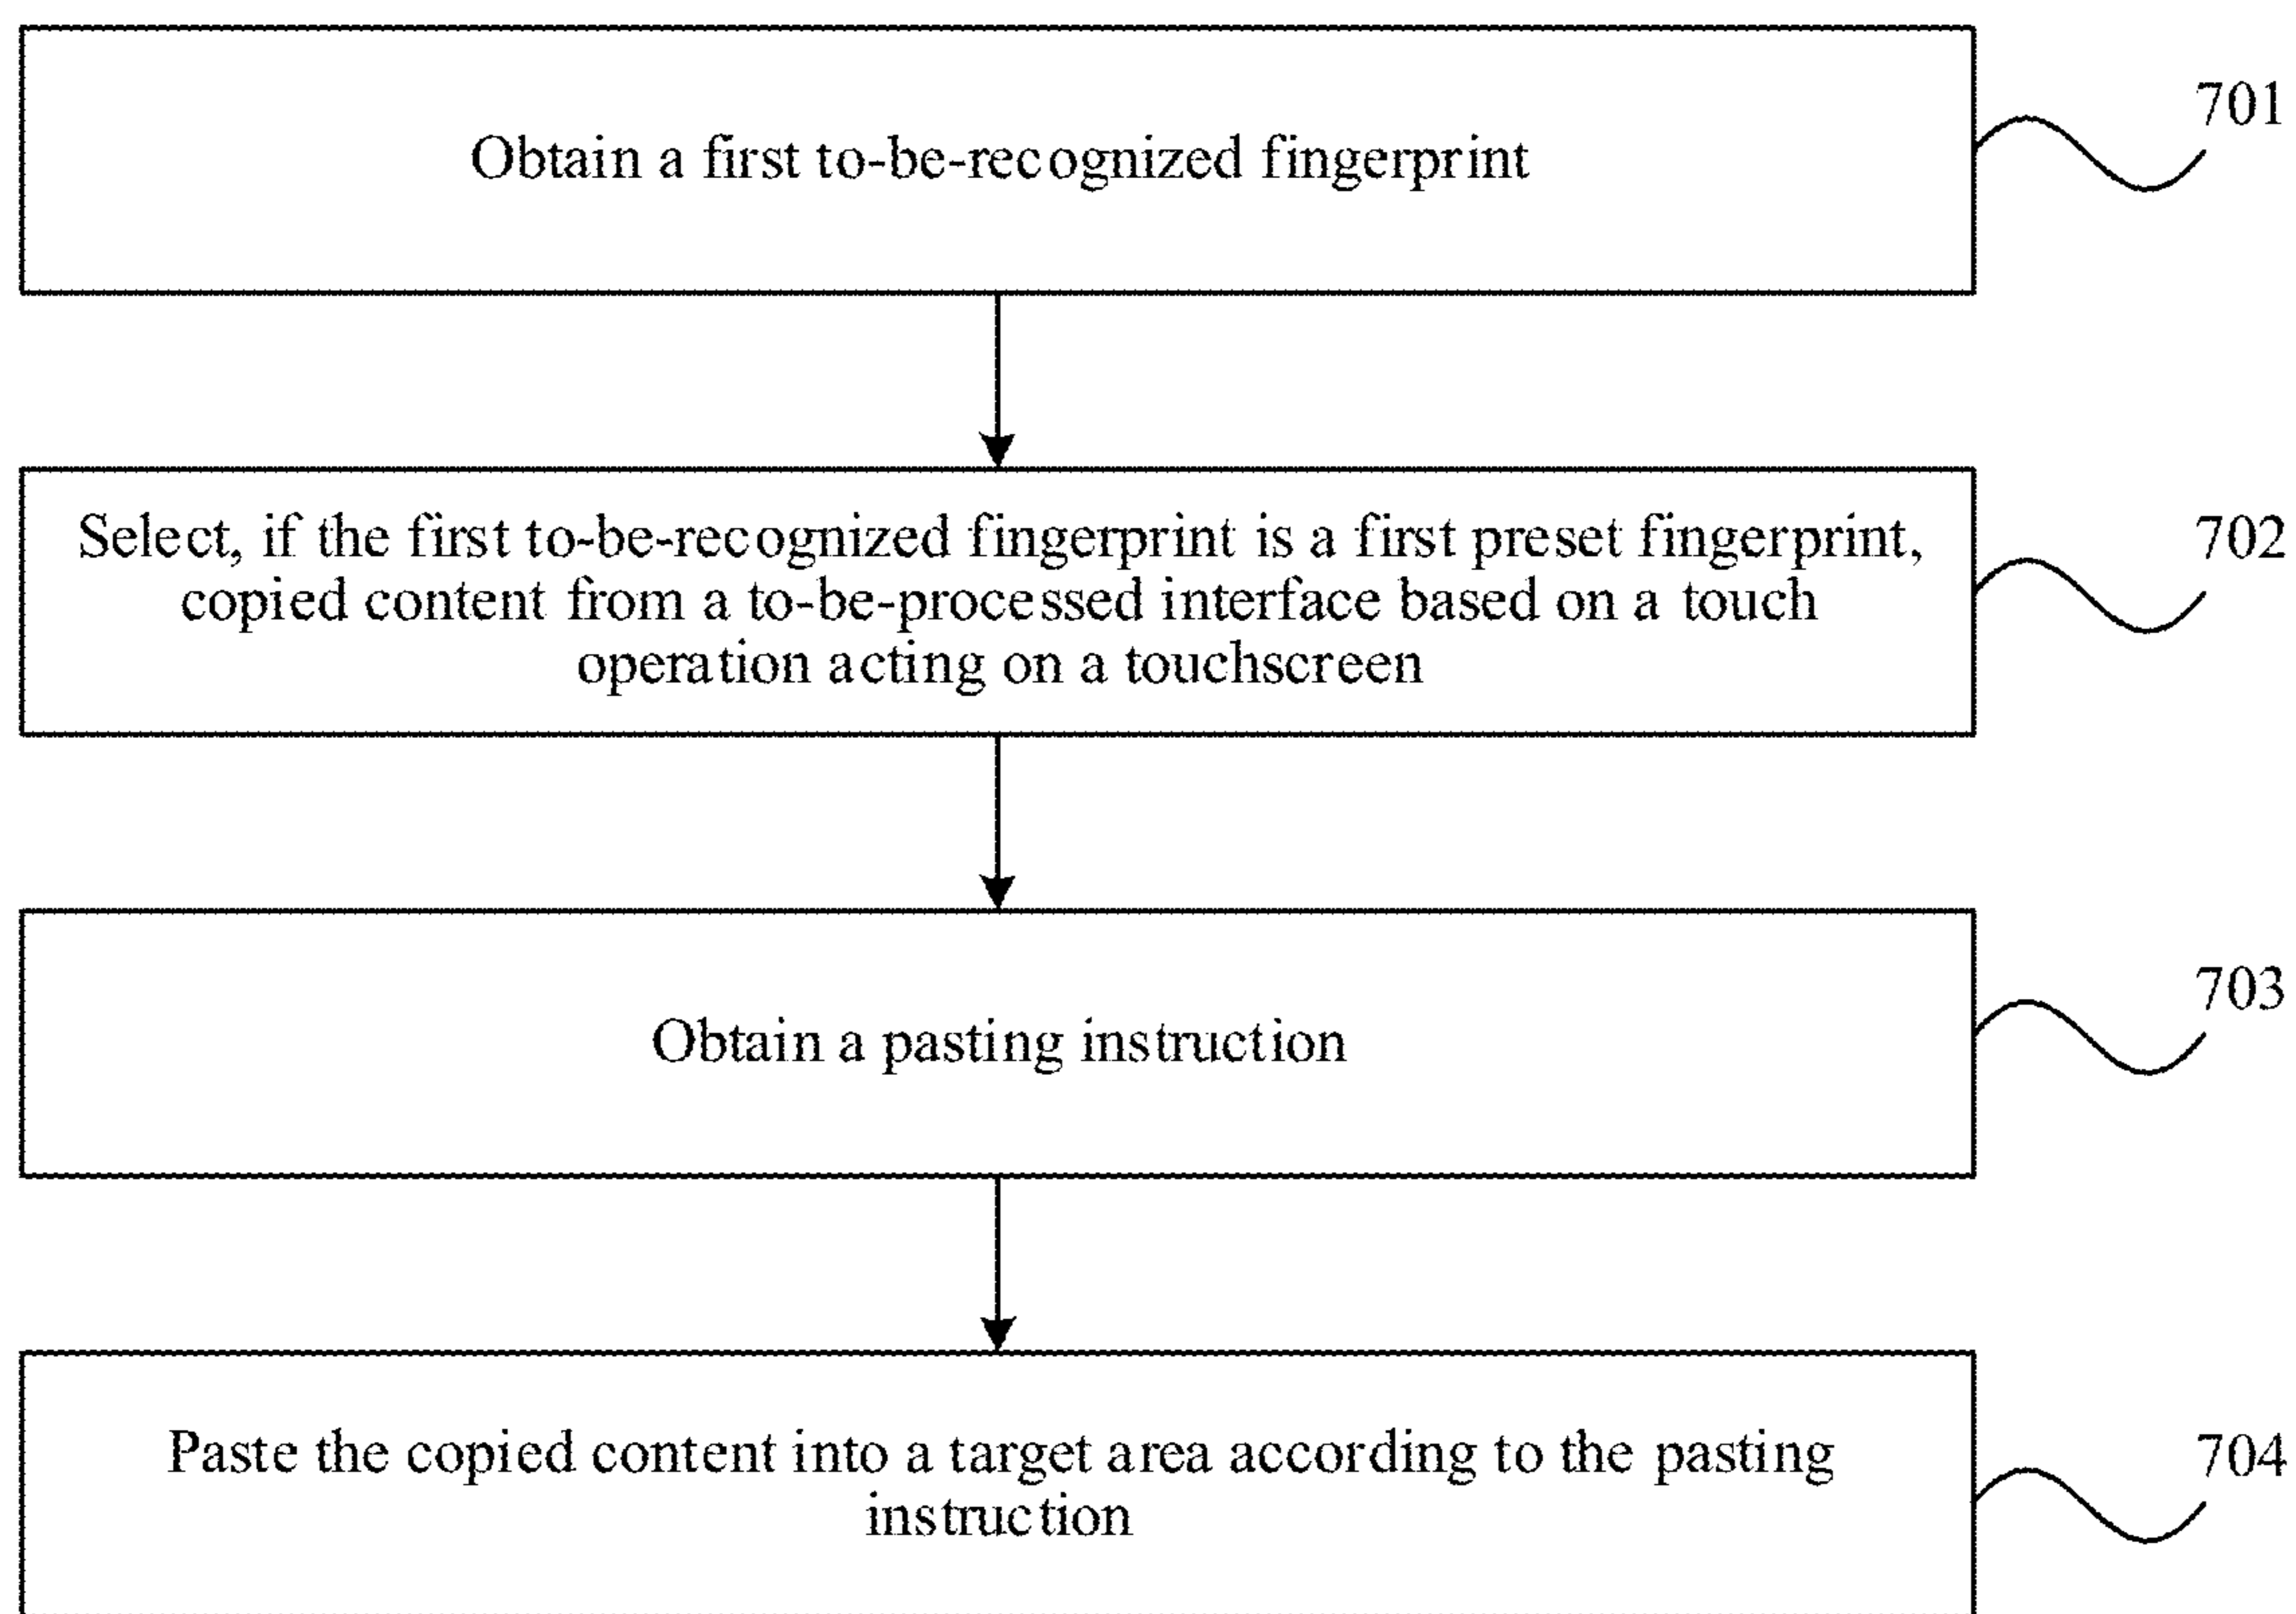 Obtain a first to-be-recognized fingerprint
701
Select, if the first to-be-recognized fingerprint is a first preset fingerprint,
copied content from a to-be-processed interface based on a touch
operation acting on a touchscreen
702
Obtain a pasting instruction
703
Paste the copied content into a target area according to the pasting
instruction
704